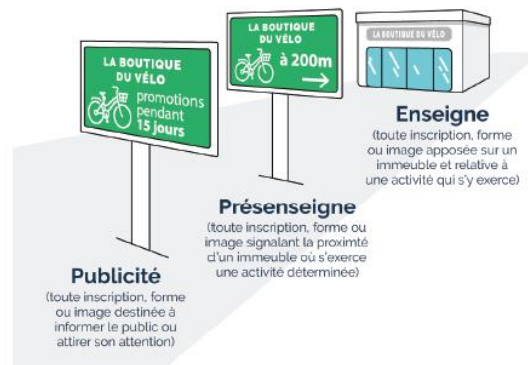 LA BOUTIQUE
DU VÉLO
promotions
pendant
15 jours
Publicité
(toute inscription, forme
ou image destinée à
informer le public ou
attirer son attention)
LA BOUTIQUE
DU VÉLO
à 200m
Présenseigne
(toute inscription, forme ou
image signalant la proximté
d'un immeuble où s'exerce
une activité déterminée)
LA BOUTIQUE DU VÉLO
Enseigne
(toute inscription, forme
ou image apposée sur un
immeuble et relative à
une activité qui s'y exerce)